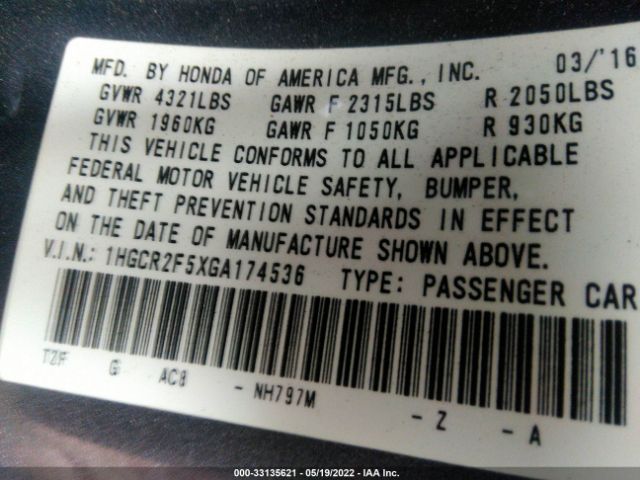 MFD. BY HONDA OF AMERICA MFG., INC. 03/'16
GVWR 4321LBS GAWR F 2315LBS R 2050LBS
GVWR 1960KG GAWR F 1050KG R 930KG
THIS VEHICLE CONFORMS TO ALL APPLICABLE
FEDERAL MOTOR VEHICLE SAFETY, BUMPER,
AND THEFT PREVENTION STANDARDS IN EFFECT
ON THE DATE OF MANUFACTURE SHOWN ABOVE.
V.I.N.: 1HGCR2F5XGA174536 TYPE: PASSENGER CAR
TZF G AC8 - NH797M - Z - A
000-33135621 - 05/19/2022 - IAA Inc.